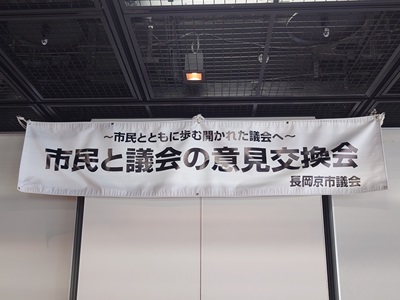 ～市民とともに歩む開かれた議会へ～
市民と議会の意見交換会
長岡京市議会